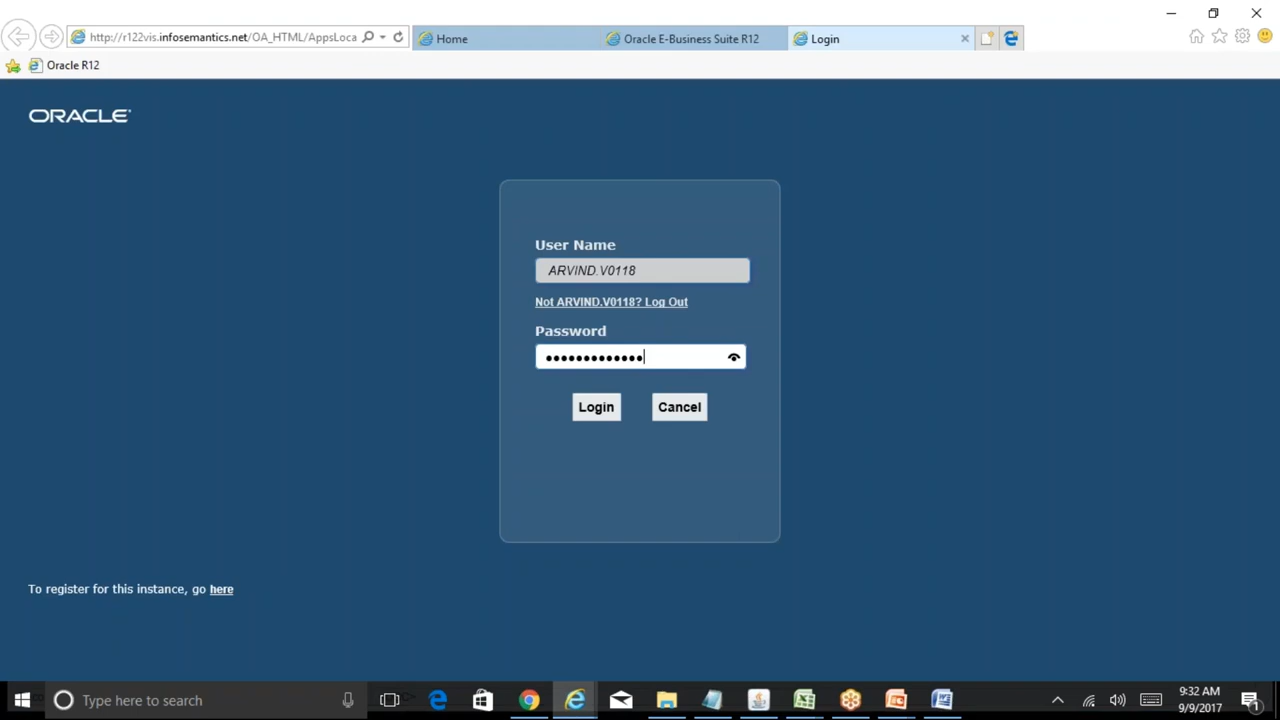 http://r122vis.infosemantics.net/OA_HTML/AppsLoca
Home
Oracle E-Business Suite R12
Login
Oracle R12
ORACLE
User Name
ARVIND.V0118
Not ARVIND.V0118? Log Out
Password
Login
Cancel
To register for this instance, go here
Type here to search
9:32 AM
9/9/2017
1